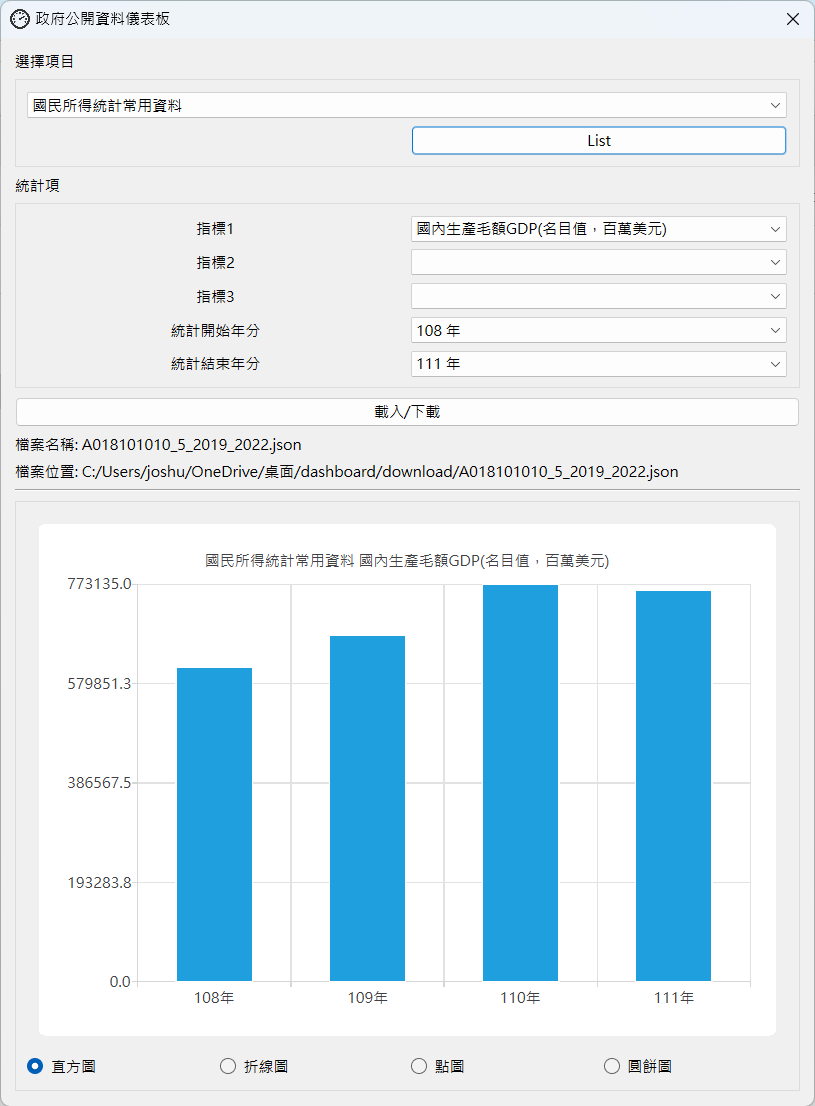 政府公開資料儀表板
選擇項目
國民所得統計常用資料
List
統計項
指標1 國內生產毛額GDP(名目值，百萬美元)
指標2
指標3
統計開始年分 108 年
統計結束年分 111 年
載入/下載
檔案名稱: A018101010_5_2019_2022.json
檔案位置: C:/Users/joshu/OneDrive/桌面/dashboard/download/A018101010_5_2019_2022.json
國民所得統計常用資料 國內生產毛額GDP(名目值，百萬美元)
773135.0
579851.3
386567.5
193283.8
0.0
108年 109年 110年 111年
直方圖 折線圖 點圖 圓餅圖